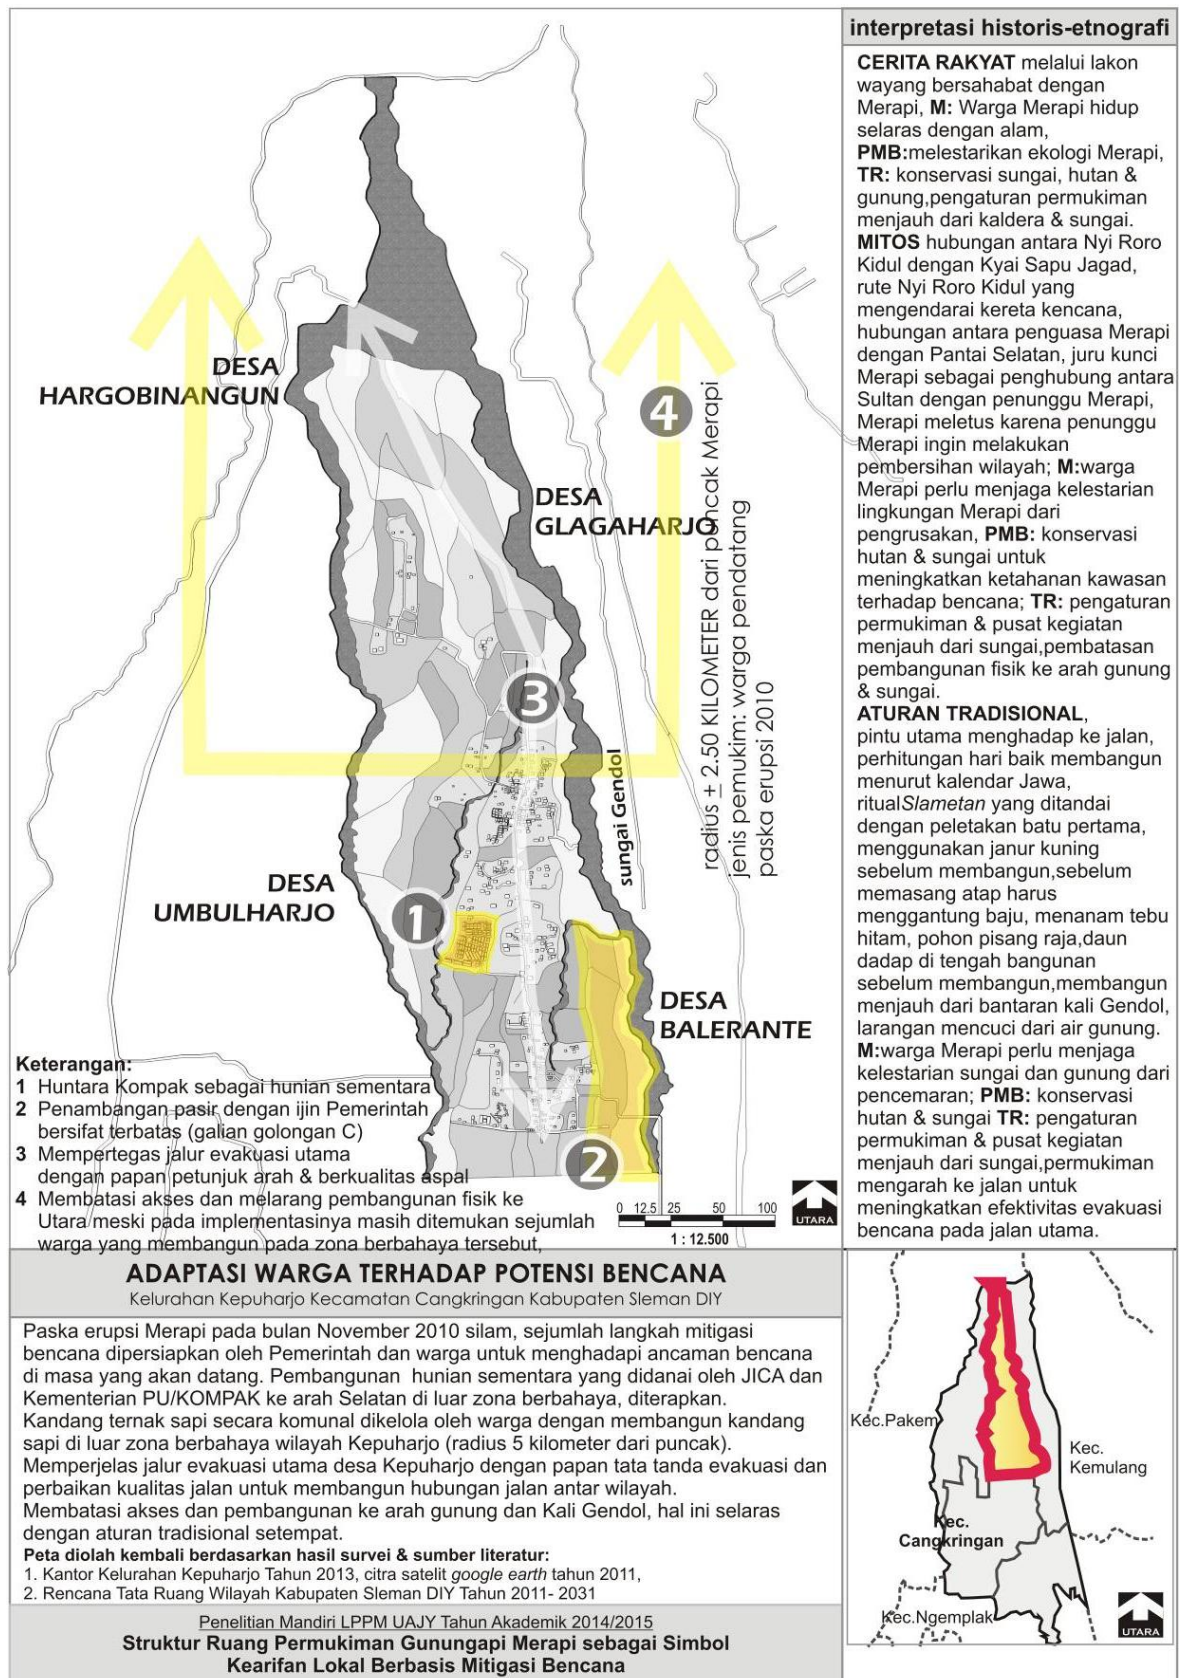 DESA
HARGOBINANGUN
DESA
GLAGAHARJO
4
radius ± 2.50 KILOMETER dari puncak Merapi
jenis pemukim: warga pendatang
paska erupsi 2010
3
sungai Gendol
DESA
UMBULHARJO
1
DESA
BALERANTE
2
Keterangan:
1 Huntara Kompak sebagai hunian sementara
2 Penambangan pasir dengan ijin Pemerintah
bersifat terbatas (galian golongan C)
3 Mempertegas jalur evakuasi utama
dengan papan petunjuk arah & berkualitas aspal
4 Membatasi akses dan melarang pembangunan fisik ke
Utara meski pada implementasinya masih ditemukan sejumlah
warga yang membangun pada zona berbahaya tersebut,
0 12.5 25 50 100
1 : 12.500
UTARA
interpretasi historis-etnografi
CERITA RAKYAT melalui lakon
wayang bersahabat dengan
Merapi, M: Warga Merapi hidup
selaras dengan alam,
PMB:melestarikan ekologi Merapi,
TR: konservasi sungai, hutan &
gunung,pengaturan permukiman
menjauh dari kaldera & sungai.
MITOS hubungan antara Nyi Roro
Kidul dengan Kyai Sapu Jagad,
rute Nyi Roro Kidul yang
mengendarai kereta kencana,
hubungan antara penguasa Merapi
dengan Pantai Selatan, juru kunci
Merapi sebagai penghubung antara
Sultan dengan penunggu Merapi,
Merapi meletus karena penunggu
Merapi ingin melakukan
pembersihan wilayah; M:warga
Merapi perlu menjaga kelestarian
lingkungan Merapi dari
pengrusakan, PMB: konservasi
hutan & sungai untuk
meningkatkan ketahanan kawasan
terhadap bencana; TR: pengaturan
permukiman & pusat kegiatan
menjauh dari sungai,pembatasan
pembangunan fisik ke arah gunung
& sungai.
ATURAN TRADISIONAL,
pintu utama menghadap ke jalan,
perhitungan hari baik membangun
menurut kalendar Jawa,
ritualSlametan yang ditandai
dengan peletakan batu pertama,
menggunakan janur kuning
sebelum membangun,sebelum
memasang atap harus
menggantung baju, menanam tebu
hitam, pohon pisang raja,daun
dadap di tengah bangunan
sebelum membangun,membangun
menjauh dari bantaran kali Gendol,
larangan mencuci dari air gunung.
M:warga Merapi perlu menjaga
kelestarian sungai dan gunung dari
pencemaran; PMB: konservasi
hutan & sungai TR: pengaturan
permukiman & pusat kegiatan
menjauh dari sungai,permukiman
mengarah ke jalan untuk
meningkatkan efektivitas evakuasi
bencana pada jalan utama.
ADAPTASI WARGA TERHADAP POTENSI BENCANA
Kelurahan Kepuharjo Kecamatan Cangkringan Kabupaten Sleman DIY
Paska erupsi Merapi pada bulan November 2010 silam, sejumlah langkah mitigasi
bencana dipersiapkan oleh Penerintah dan warga untuk menghadapi ancaman bencana
di masa yang akan datang. Pembangunan hunian sementara yang didanai oleh JICA dan
Kementerian PU/KOMPAK ke arah Selatan di luar zona berbahaya, diterapkan.
Kandang ternak sapi secara komunal dikelola oleh warga dengan membangun kandang
sapi di luar zona berbahaya wilayah Kepuharjo (radius 5 kilometer dari puncak).
Memperjelas jalur evakuasi utama desa Kepuharjo dengan papan tata tanda evakuasi dan
perbaikan kualitas jalan untuk membangun hubungan jalan antar wilayah.
Membatasi akses dan pembangunan ke arah gunung dan Kali Gendol, hal ini selaras
dengan aturan tradisional setempat.
Peta diolah kembali berdasarkan hasil survei & sumber literatur:
1. Kantor Kelurahan Kepuharjo Tahun 2013, citra satelit google earth tahun 2011,
2. Rencana Tata Ruang Wilayah Kabupaten Sleman DIY Tahun 2011- 2031
Penelitian Mandiri LPPM UAJY Tahun Akademik 2014/2015
Struktur Ruang Permukiman Gunungapi Merapi sebagai Simbol
Kearifan Lokal Berbasis Mitigasi Bencana
Kec.Pakem
Kec.
Kemulang
Kec.
Cangkringan
Kec.Ngemplak
UTARA